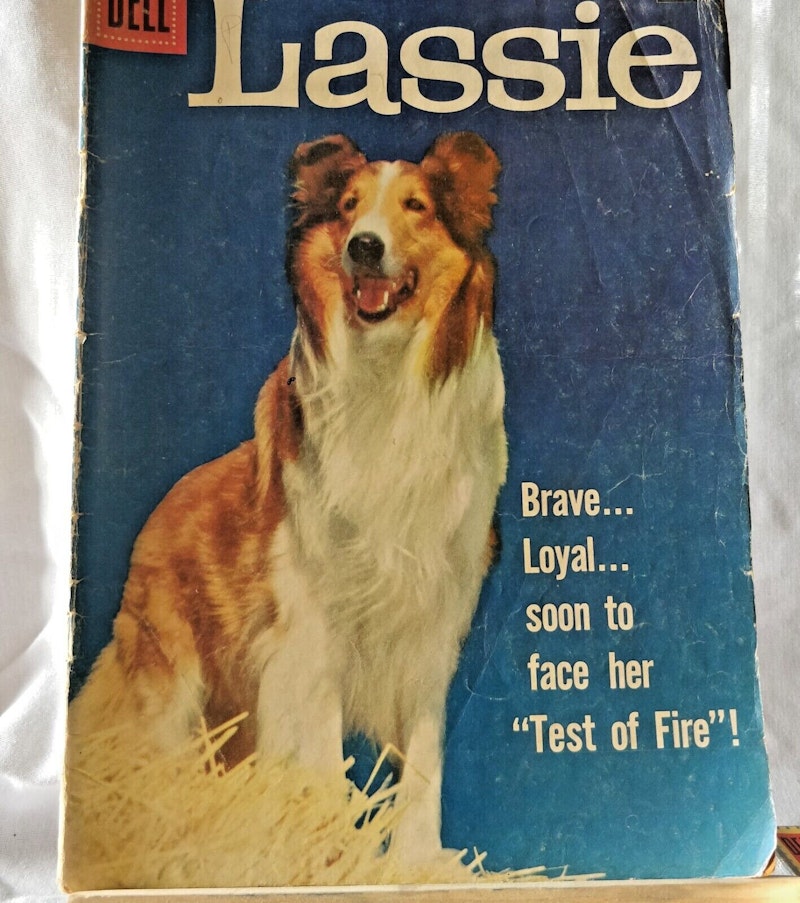 DELL
Lassie
Brave...
Loyal...
soon to
face her
"Test of Fire"!